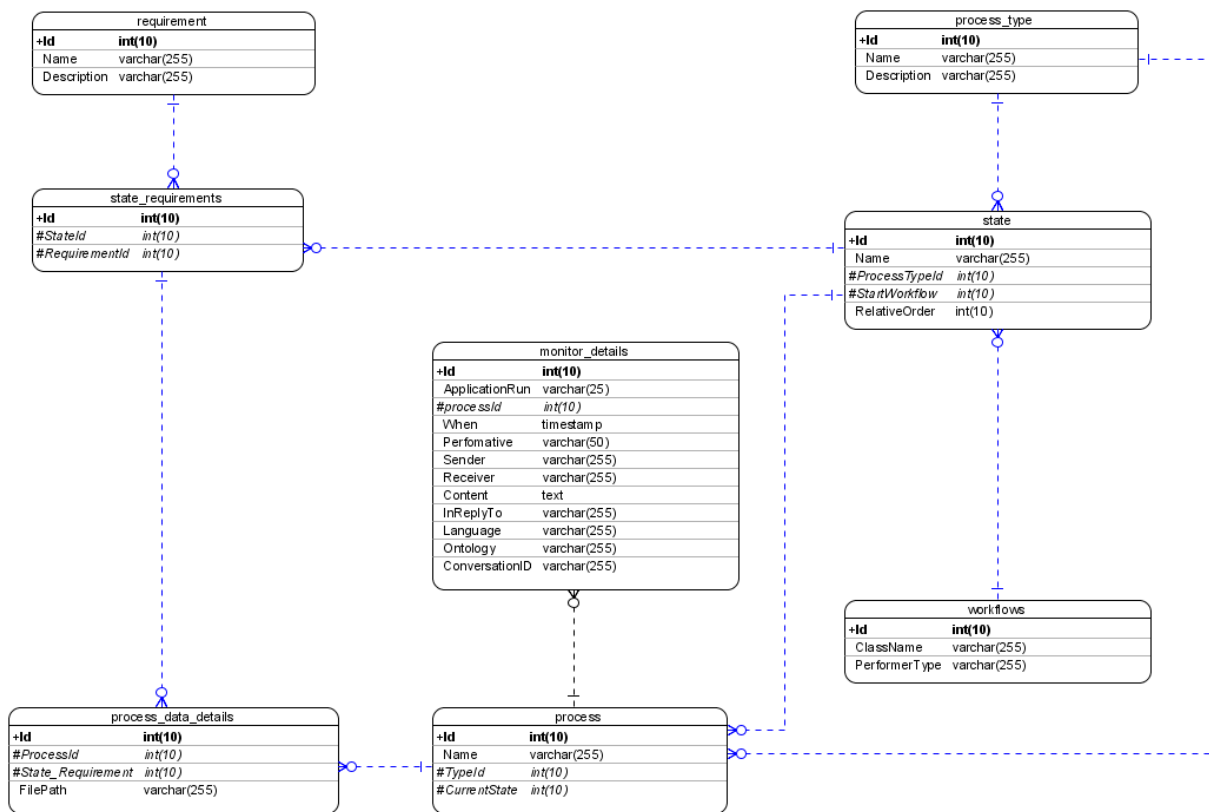 requirement
+Id int(10)
Name varchar(255)
Description varchar(255)
process_type
+Id int(10)
Name varchar(255)
Description varchar(255)
state_requirements
+Id int(10)
#StateId int(10)
#RequirementId int(10)
state
+Id int(10)
Name varchar(255)
#ProcessTypeId int(10)
#StartWorkflow int(10)
RelativeOrder int(10)
monitor_details
+Id int(10)
ApplicationRun varchar(25)
#processId int(10)
When timestamp
Perfomative varchar(50)
Sender varchar(255)
Receiver varchar(255)
Content text
InReplyTo varchar(255)
Language varchar(255)
Ontology varchar(255)
ConversationID varchar(255)
workflows
+Id int(10)
ClassName varchar(255)
PerformerType varchar(255)
process_data_details
+Id int(10)
#ProcessId int(10)
#State_Requirement int(10)
FilePath varchar(255)
process
+Id int(10)
Name varchar(255)
#TypeId int(10)
#CurrentState int(10)